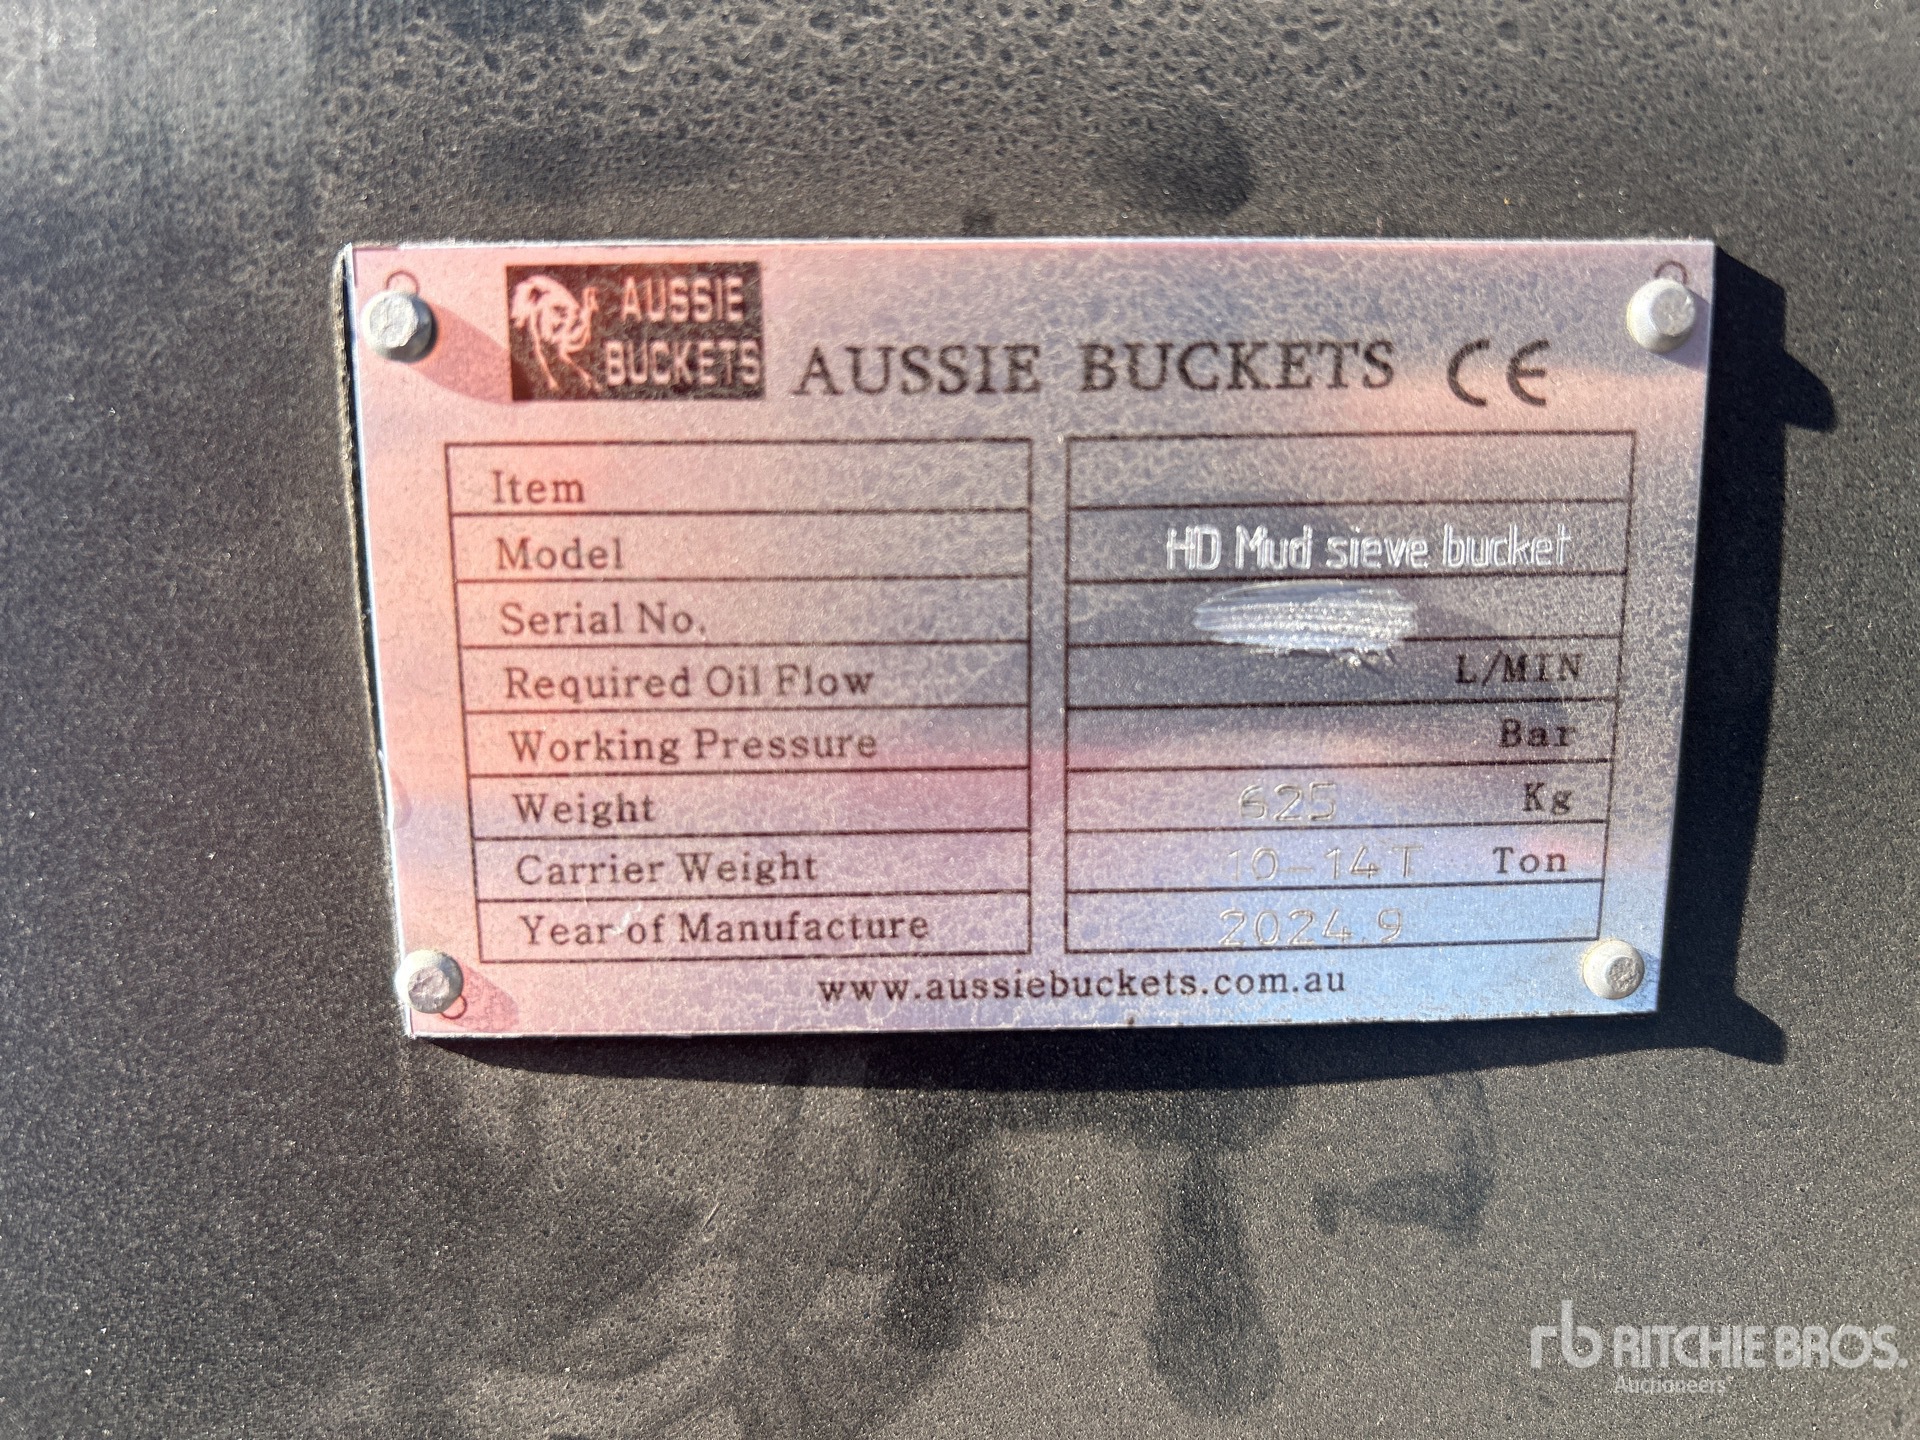 AUSSIE
BUCKETS
AUSSIE BUCKETS CE
Item
Model HD Mud sieve bucket
Serial No.
Required Oil Flow L/MIN
Working Pressure Bar
Weight 625 Kg
Carrier Weight 10-14T Ton
Year of Manufacture 2024.9
www.aussiebuckets.com.au
rb RITCHIE BROS.
Auctioneers